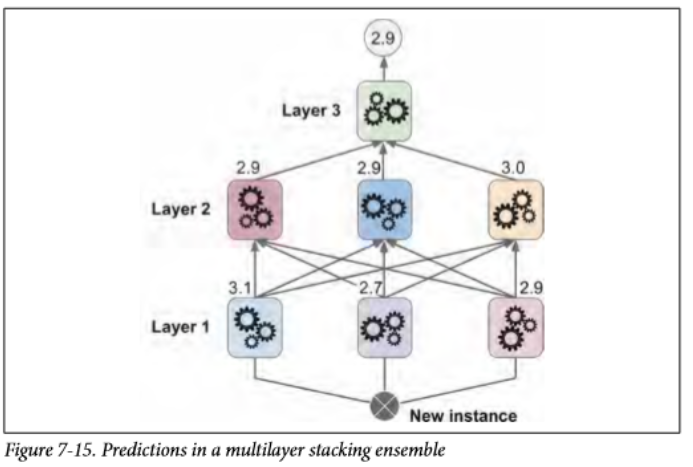 2.9
Layer 3
2.9 2.9 3.0
Layer 2
3.1 2.7 2.9
Layer 1
New instance
Figure 7-15. Predictions in a multilayer stacking ensemble